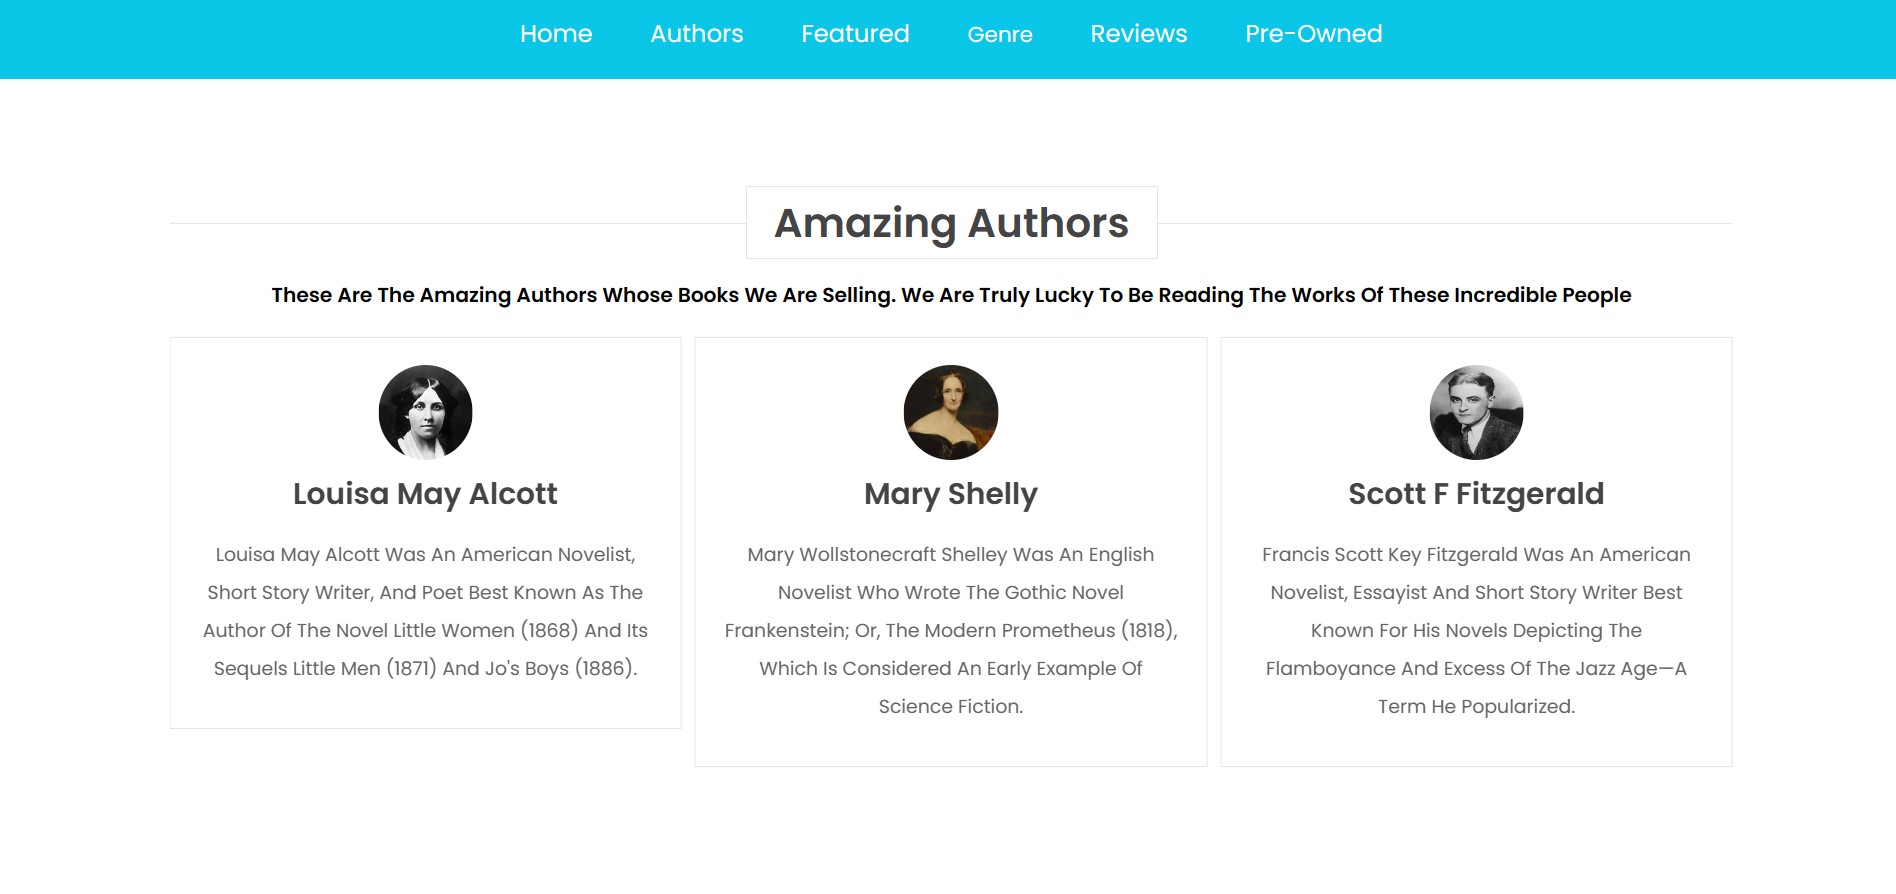 Home Authors Featured Genre Reviews Pre-Owned
Amazing Authors
These Are The Amazing Authors Whose Books We Are Selling. We Are Truly Lucky To Be Reading The Works Of These Incredible People
Louisa May Alcott
Louisa May Alcott Was An American Novelist,
Short Story Writer, And Poet Best Known As The
Author Of The Novel Little Women (1868) And Its
Sequels Little Men (1871) And Jo's Boys (1886).
Mary Shelly
Mary Wollstonecraft Shelley Was An English
Novelist Who Wrote The Gothic Novel
Frankenstein; Or, The Modern Prometheus (1818),
Which Is Considered An Early Example Of
Science Fiction.
Scott F Fitzgerald
Francis Scott Key Fitzgerald Was An American
Novelist, Essayist And Short Story Writer Best
Known For His Novels Depicting The
Flamboyance And Excess Of The Jazz Age—A
Term He Popularized.